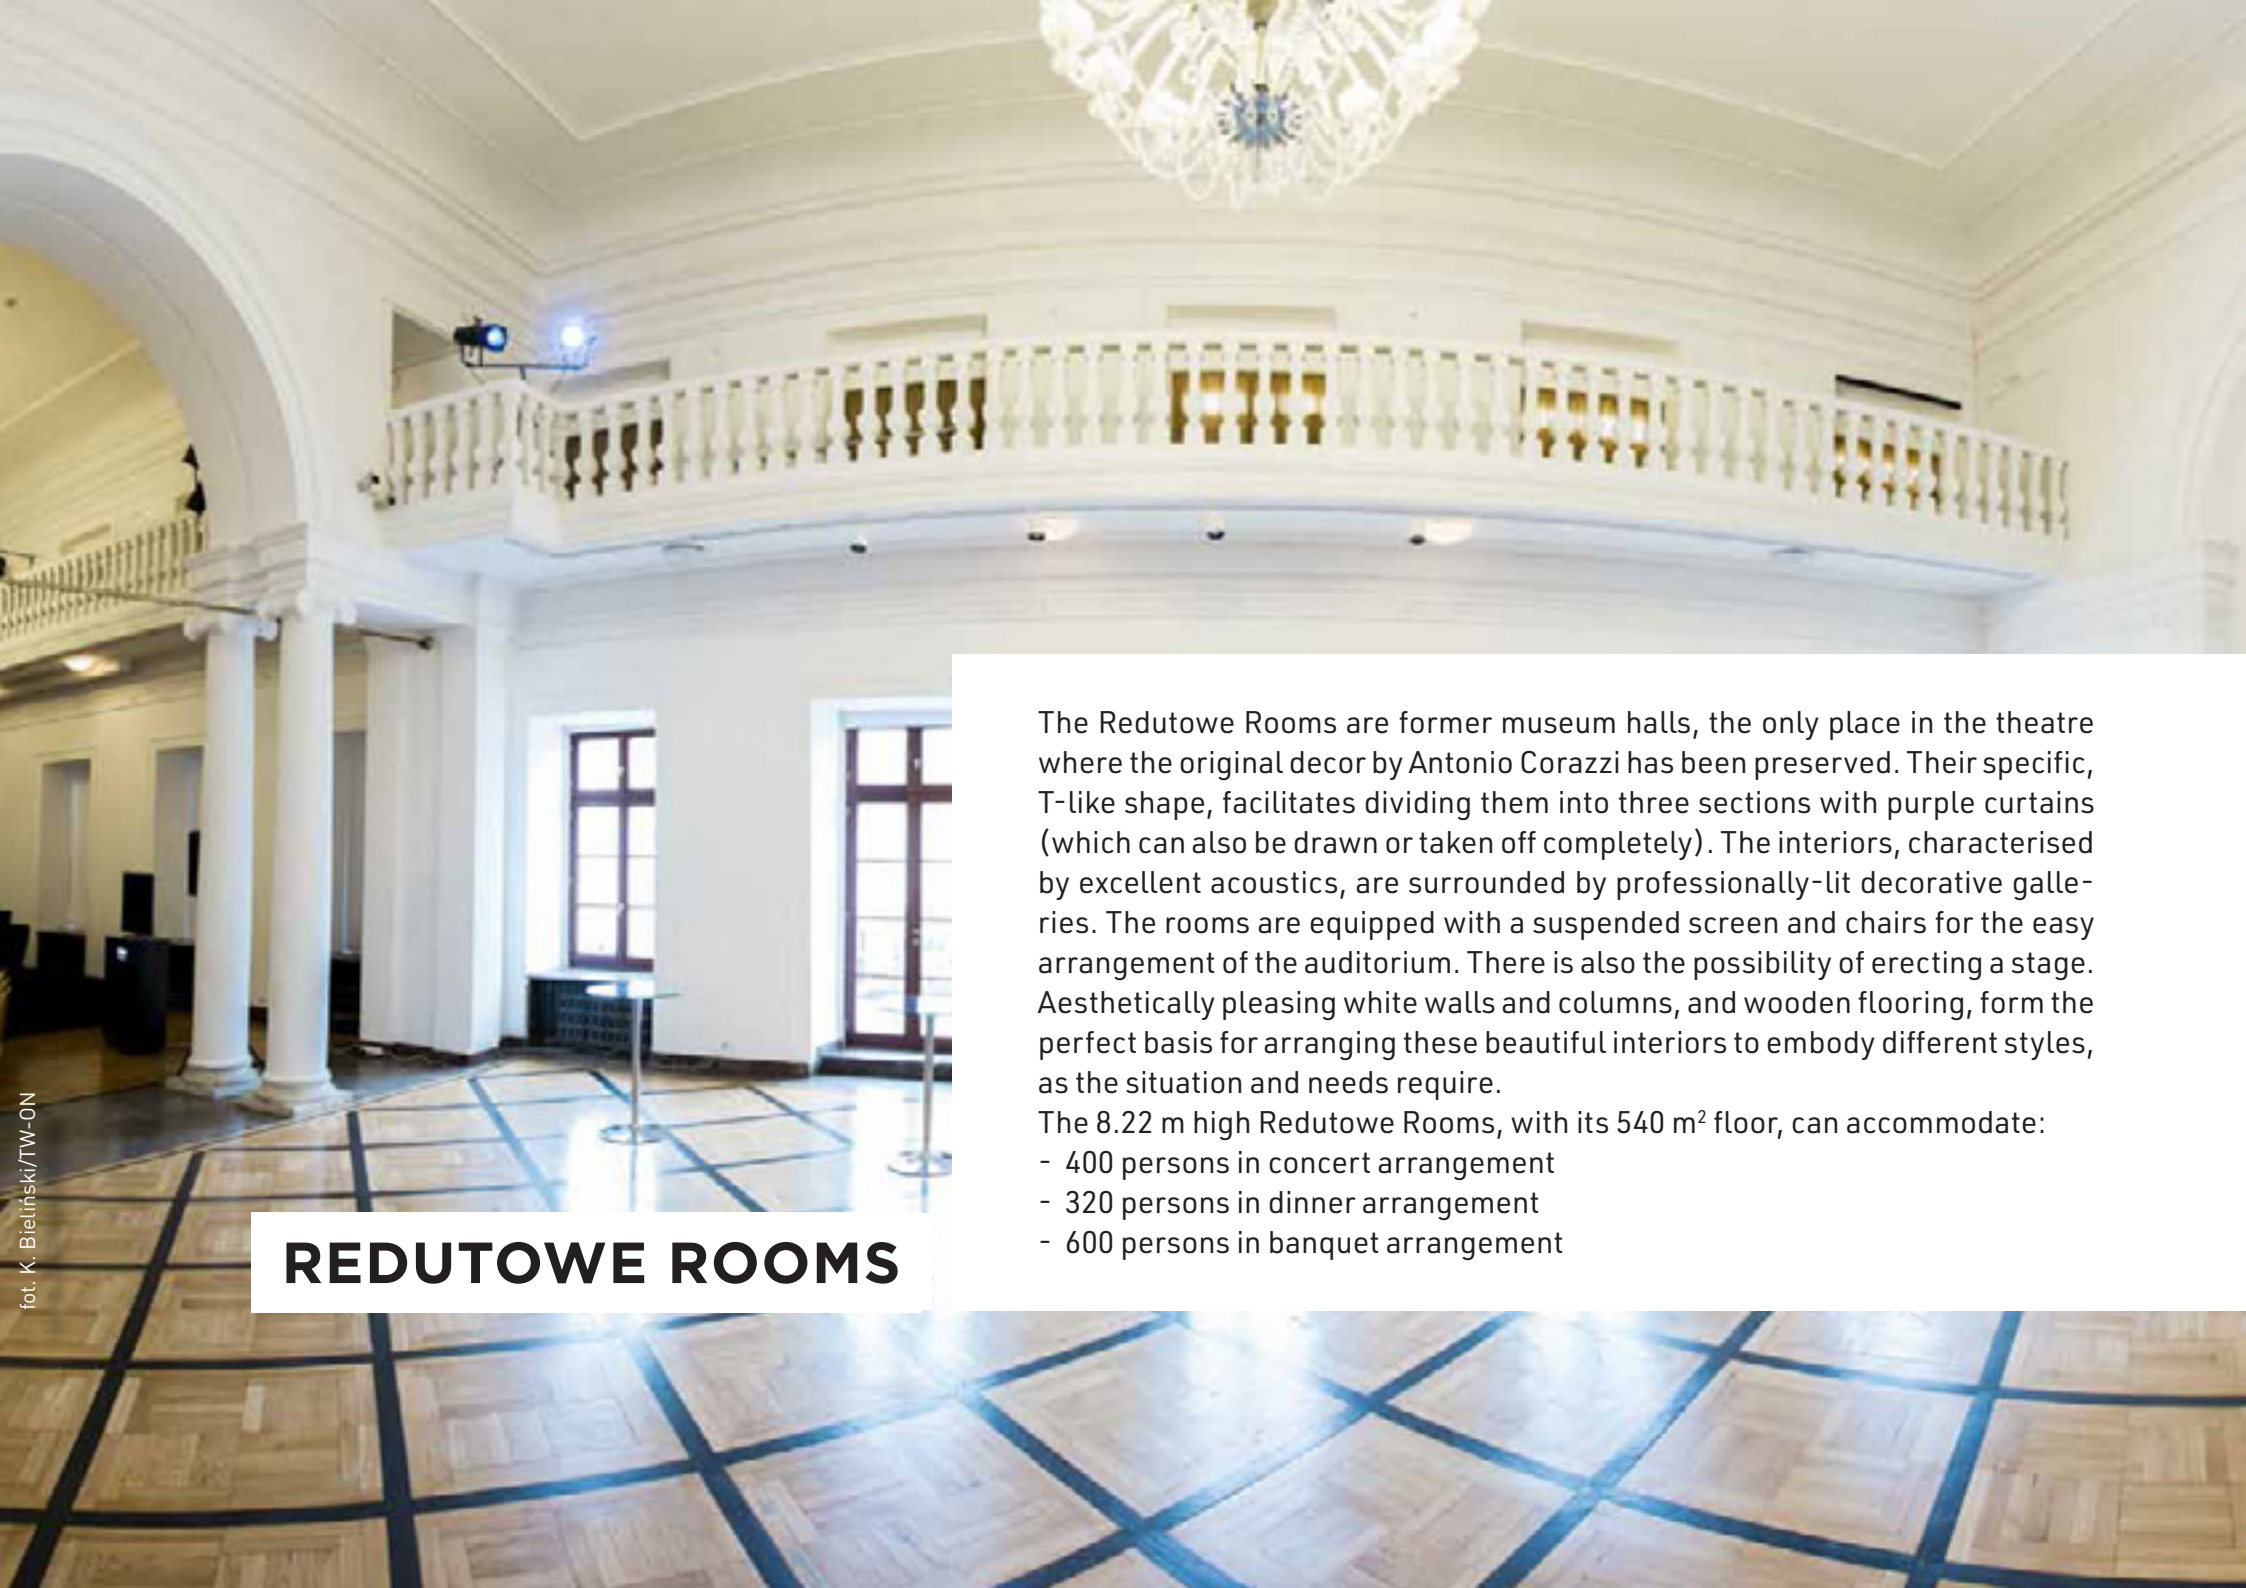 The Redutowe Rooms are former museum halls, the only place in the theatre
where the original decor by Antonio Corazzi has been preserved. Their specific,
T-like shape, facilitates dividing them into three sections with purple curtains
(which can also be drawn or taken off completely). The interiors, characterised
by excellent acoustics, are surrounded by professionally-lit decorative galle-
ries. The rooms are equipped with a suspended screen and chairs for the easy
arrangement of the auditorium. There is also the possibility of erecting a stage.
Aesthetically pleasing white walls and columns, and wooden flooring, form the
perfect basis for arranging these beautiful interiors to embody different styles,
as the situation and needs require.
The 8.22 m high Redutowe Rooms, with its 540 m² floor, can accommodate:
- 400 persons in concert arrangement
- 320 persons in dinner arrangement
- 600 persons in banquet arrangement
REDUTOWE ROOMS
fot. K. Bieliński/TW-ON